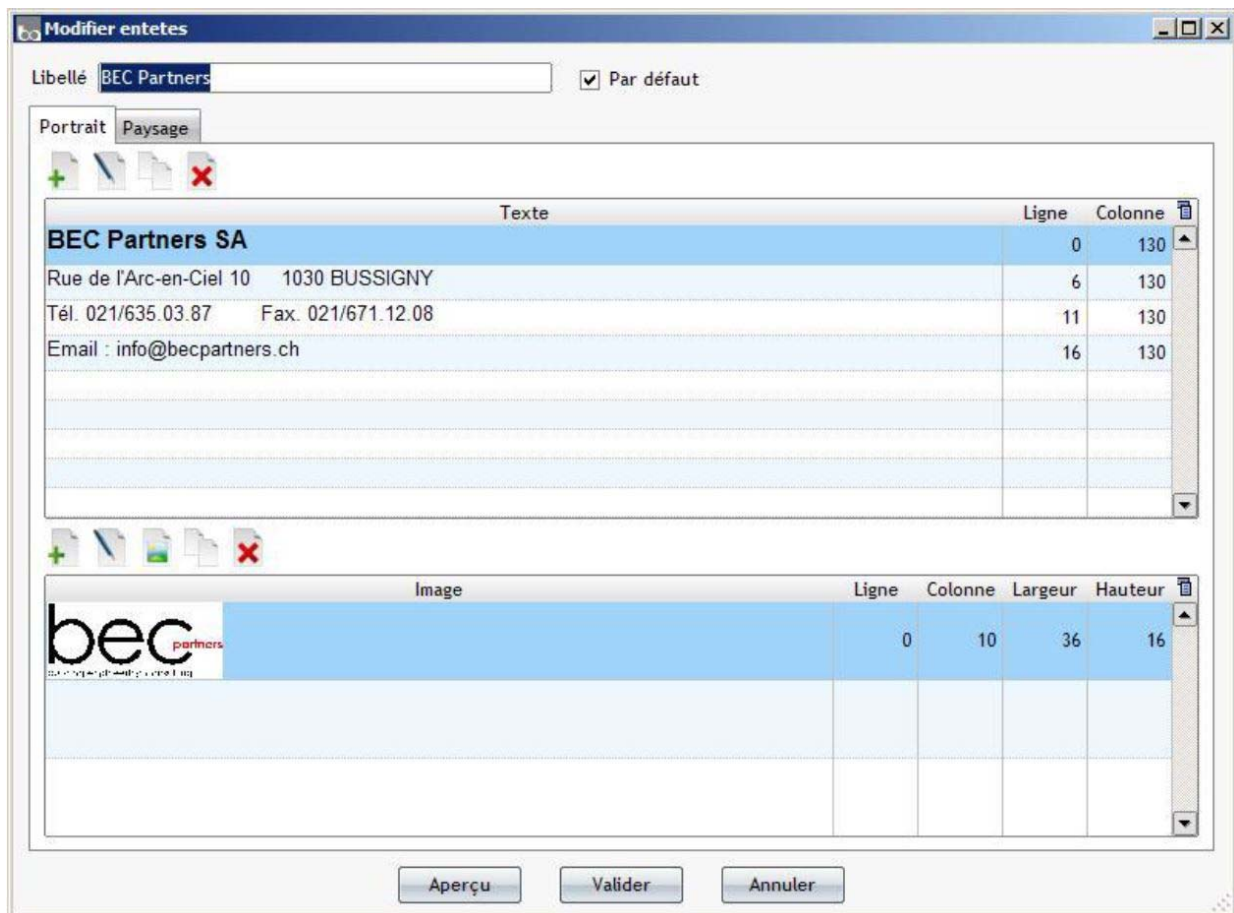 Modifier entetes
Libellé BEC Partners Par défaut
Portrait Paysage
Texte Ligne Colonne
BEC Partners SA 0 130
Rue de l'Arc-en-Ciel 10 1030 BUSSIGNY 6 130
Tél. 021/635.03.87 Fax. 021/671.12.08 11 130
Email : info@becpartners.ch 16 130
Image Ligne Colonne Largeur Hauteur
bec partners 0 10 36 16
Aperçu Valider Annuler